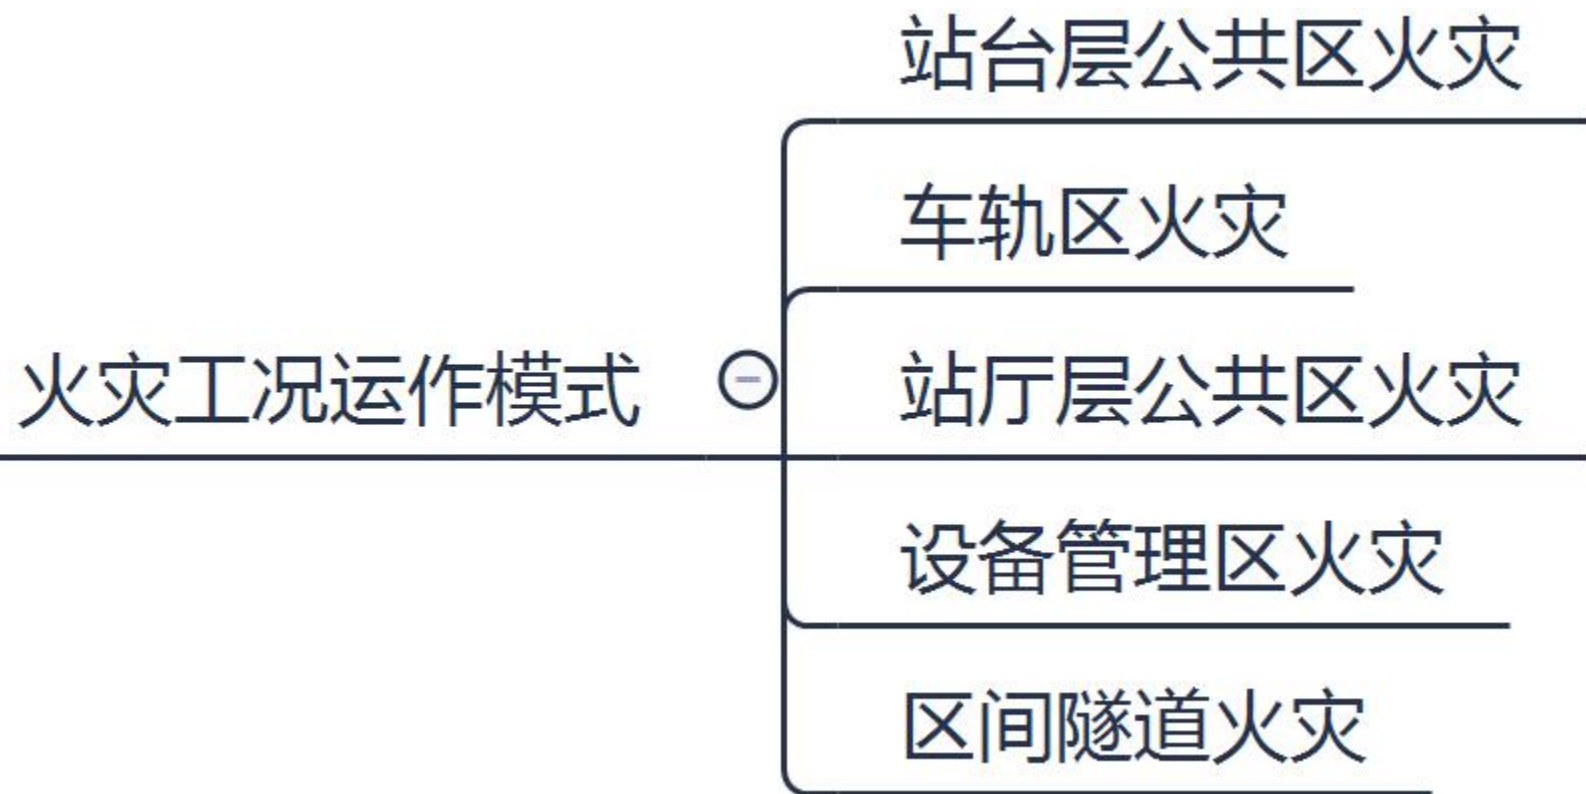 站台层公共区火灾
车轨区火灾
火灾工况运作模式
站厅层公共区火灾
设备管理区火灾
区间隧道火灾